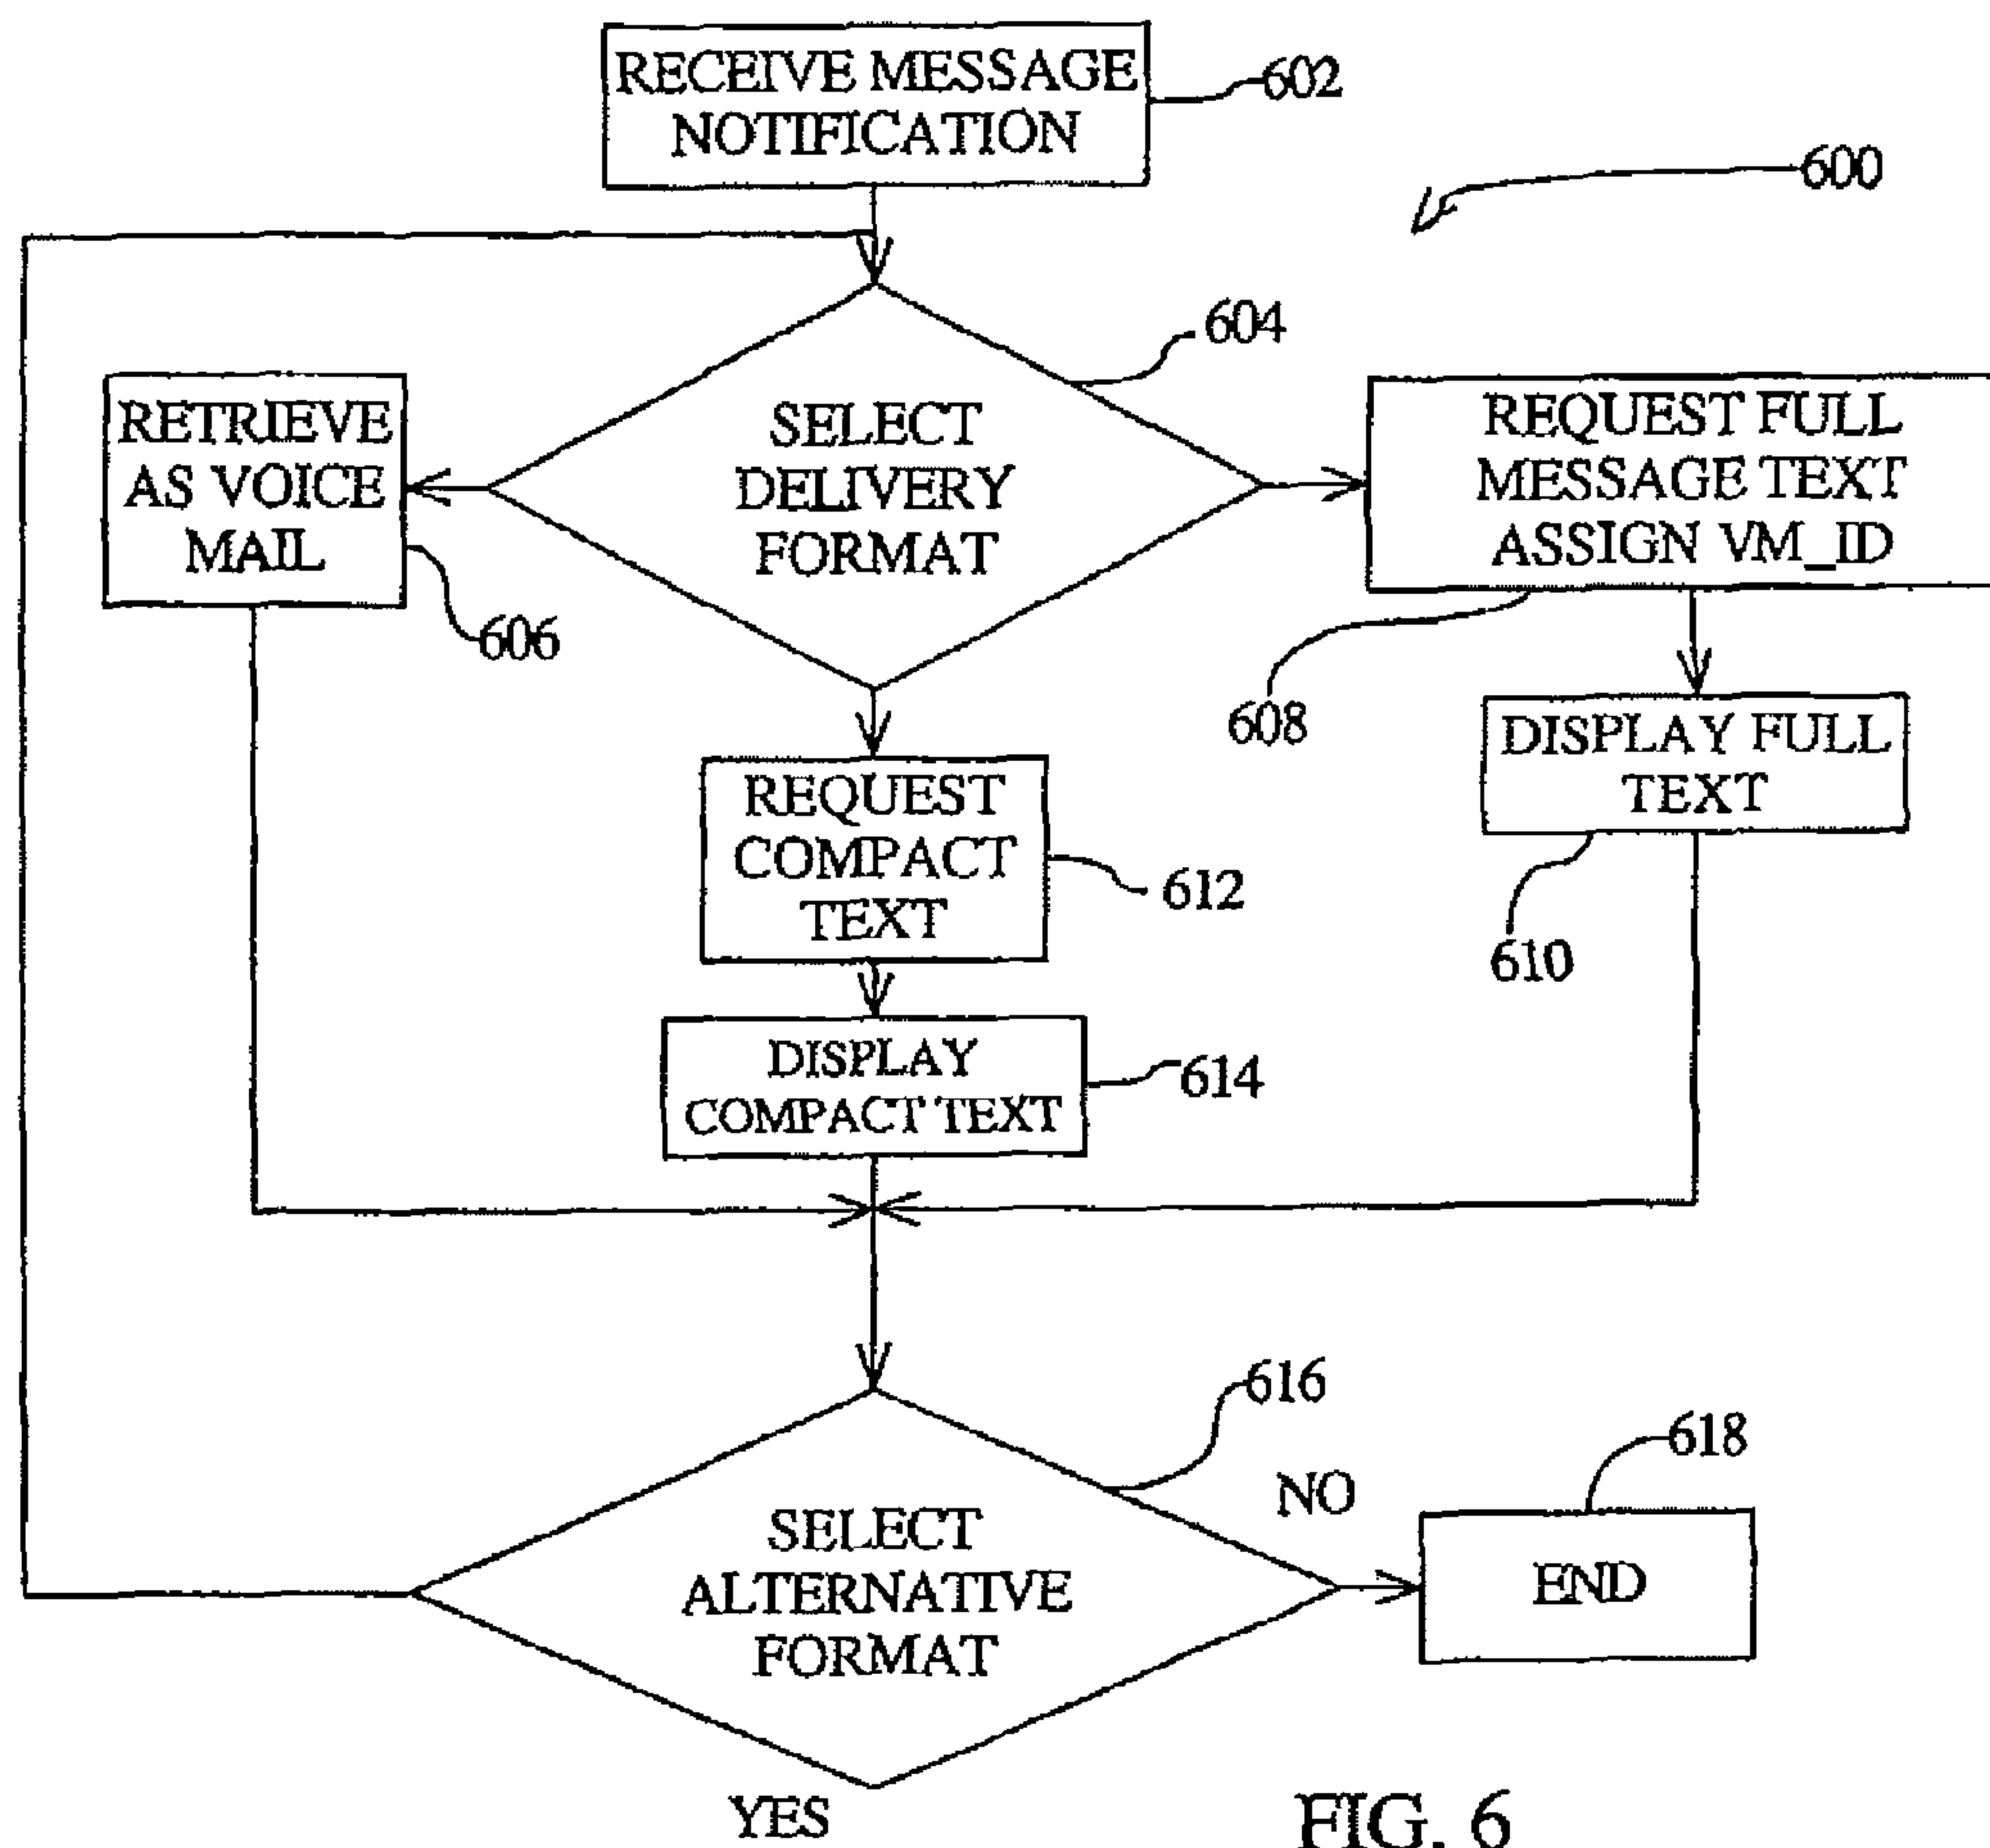 RECEIVE MESSAGE
NOTIFICATION
602
600
604
SELECT
DELIVERY
FORMAT
RETRIEVE
AS VOICE
MAIL
606
REQUEST FULL
MESSAGE TEXT
ASSIGN VM_ID
608
DISPLAY FULL
TEXT
610
REQUEST
COMPACT
TEXT
612
DISPLAY
COMPACT TEXT
614
616
SELECT
ALTERNATIVE
FORMAT
NO
618
END
YES
FIG. 6